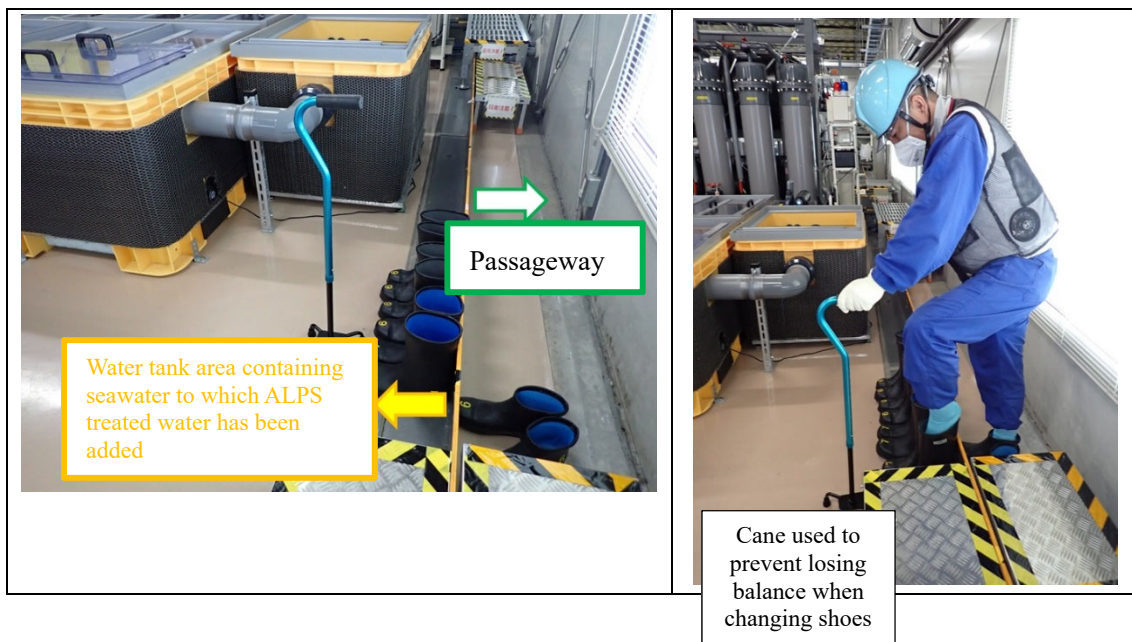 Passageway
Water tank area containing
seawater to which ALPS
treated water has been
added
Cane used to
prevent losing
balance when
changing shoes